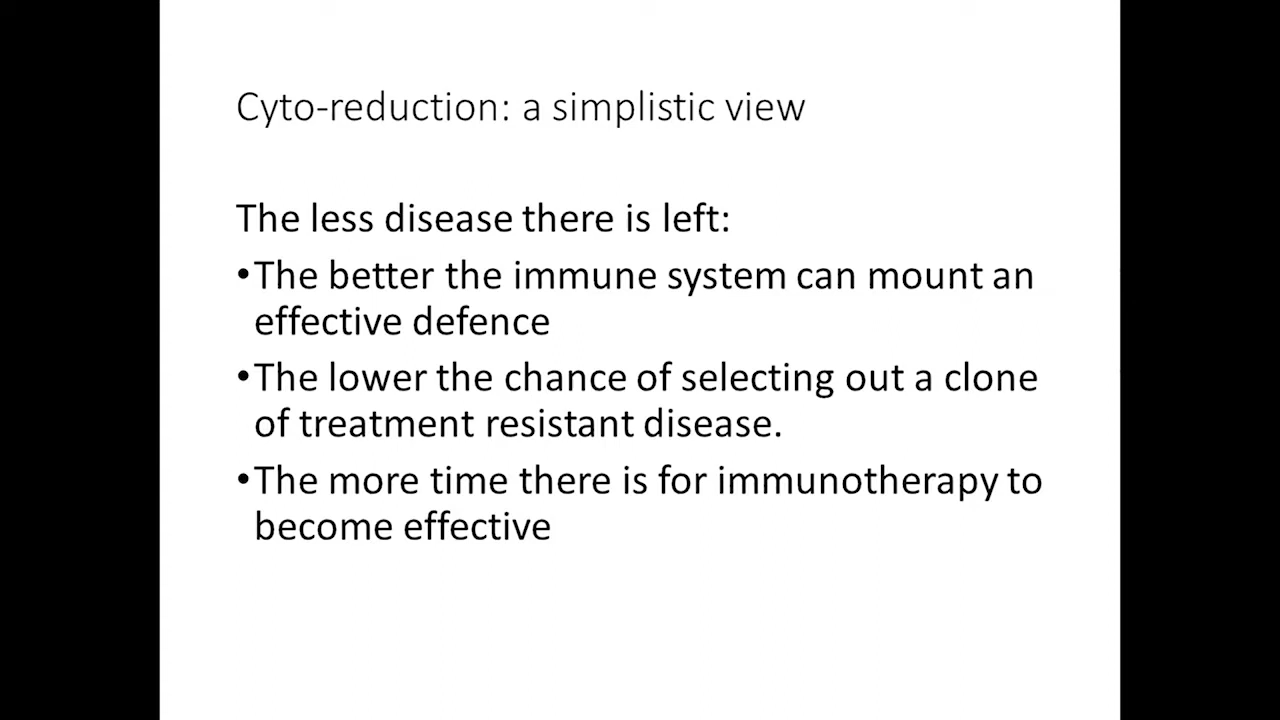 Cyto-reduction: a simplistic view
The less disease there is left:
•The better the immune system can mount an
effective defence
•The lower the chance of selecting out a clone
of treatment resistant disease.
•The more time there is for immunotherapy to
become effective